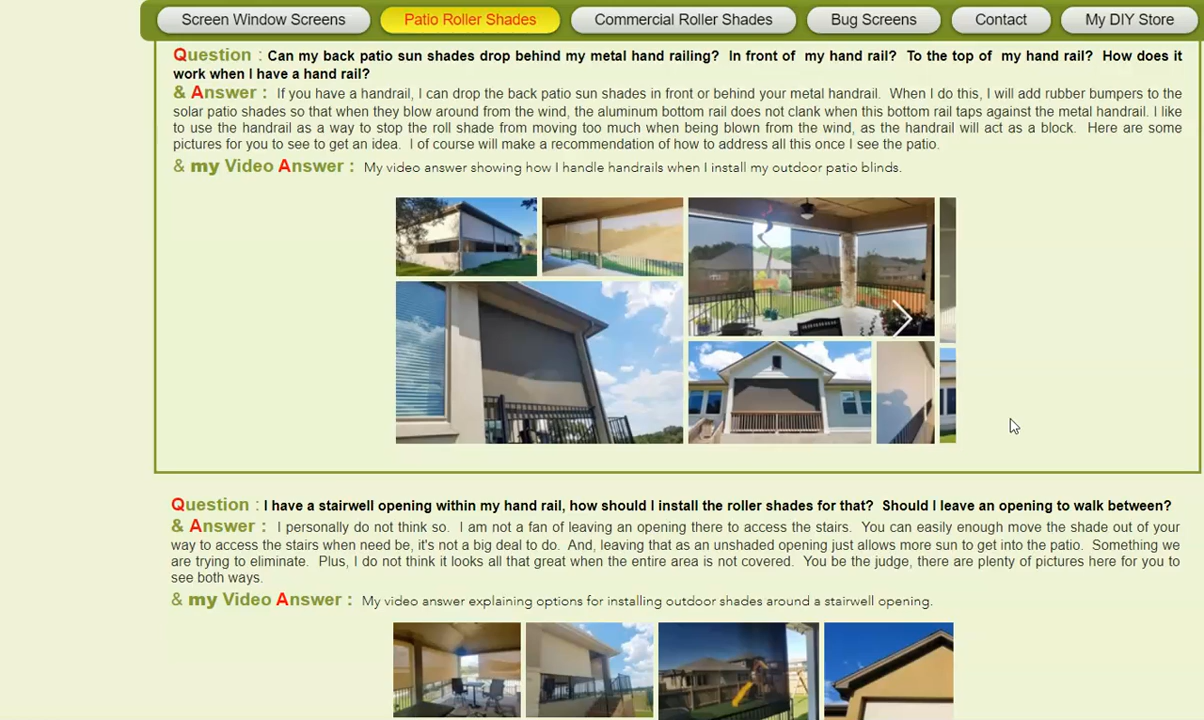 Screen Window Screens Patio Roller Shades Commercial Roller Shades Bug Screens Contact My DIY Store
Question : Can my back patio sun shades drop behind my metal hand railing? In front of my hand rail? To the top of my hand rail? How does it
work when I have a hand rail?
& Answer : If you have a handrail, I can drop the back patio sun shades in front or behind your metal handrail. When I do this, I will add rubber bumpers to the
solar patio shades so that when they blow around from the wind, the aluminum bottom rail does not clank when this bottom rail taps against the metal handrail. I like
to use the handrail as a way to stop the roll shade from moving too much when being blown from the wind, as the handrail will act as a block. Here are some
pictures for you to see to get an idea. I of course will make a recommendation of how to address all this once I see the patio.
& my Video Answer : My video answer showing how I handle handrails when I install my outdoor patio blinds.
Question : I have a stairwell opening within my hand rail, how should I install the roller shades for that? Should I leave an opening to walk between?
& Answer : I personally do not think so. I am not a fan of leaving an opening there to access the stairs. You can easily enough move the shade out of your
way to access the stairs when need be, it's not a big deal to do. And, leaving that as an unshaded opening just allows more sun to get into the patio. Something we
are trying to eliminate. Plus, I do not think it looks all that great when the entire area is not covered. You be the judge, there are plenty of pictures here for you to
see both ways.
& my Video Answer : My video answer explaining options for installing outdoor shades around a stairwell opening.